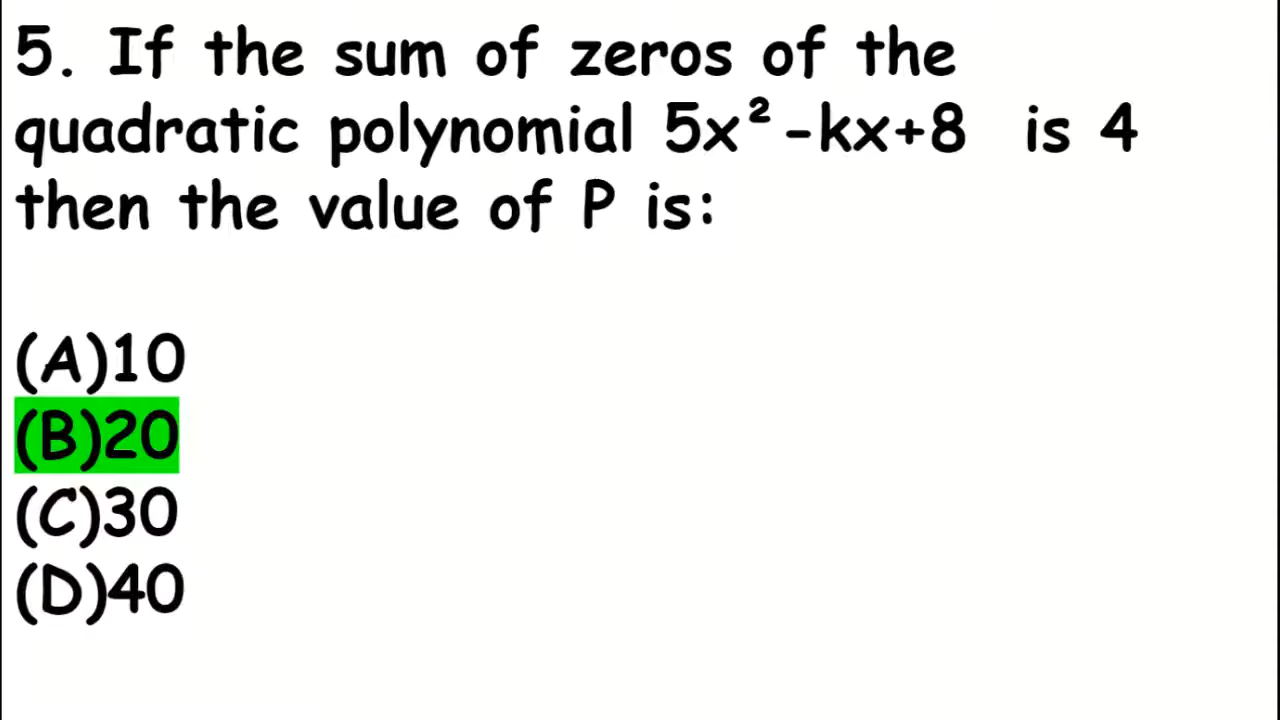 5. If the sum of zeros of the
quadratic polynomial 5x²-kx+8 is 4
then the value of P is:
(A)10
(B)20
(C)30
(D)40